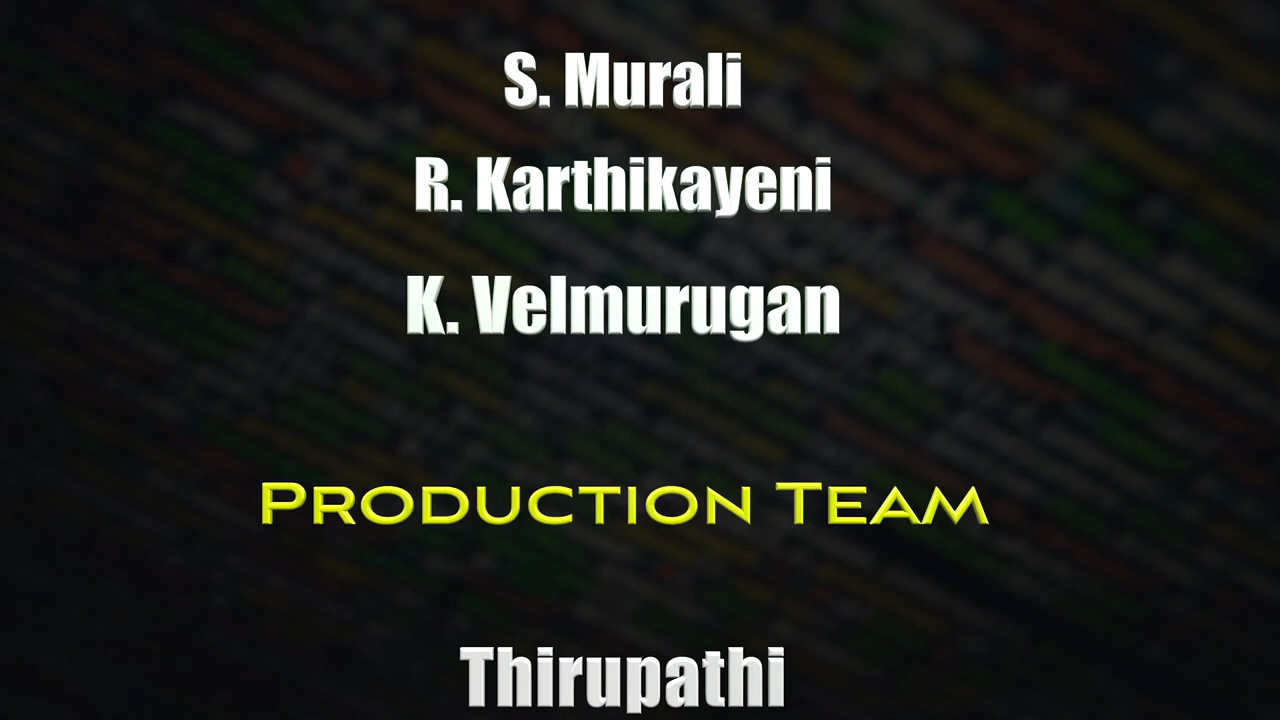 S. Murali
R. Karthikayeni
K. Velmurugan
Production Team
Thirupathi